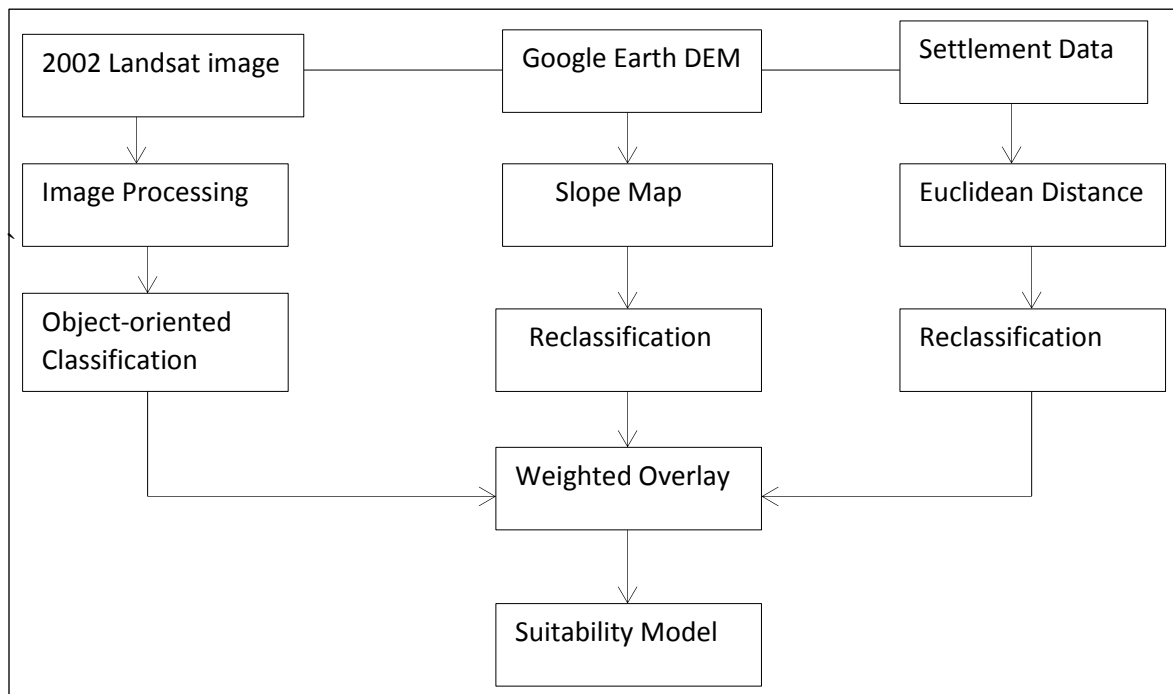 2002 Landsat image
Google Earth DEM
Settlement Data
Image Processing
Slope Map
Euclidean Distance
Object-oriented
Classification
Reclassification
Reclassification
Weighted Overlay
Suitability Model